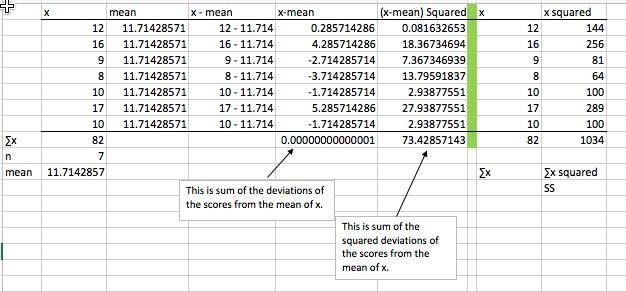 x mean x - mean x-mean (x-mean) Squared x x squared
12 11.71428571 12 - 11.714 0.285714286 0.081632653 12 144
16 11.71428571 16 - 11.714 4.285714286 18.36734694 16 256
9 11.71428571 9 - 11.714 -2.714285714 7.367346939 9 81
8 11.71428571 8 - 11.714 -3.714285714 13.79591837 8 64
10 11.71428571 10 - 11.714 -1.714285714 2.93877551 10 100
17 11.71428571 17 - 11.714 5.285714286 27.93877551 17 289
10 11.71428571 10 - 11.714 -1.714285714 2.93877551 10 100
∑x 82 0.00000000000001 73.42857143 82 1034
n 7
mean 11.7142857 ∑x ∑x squared
SS
This is sum of the deviations of
the scores from the mean of x.
This is sum of the
squared deviations of
the scores from the
mean of x.